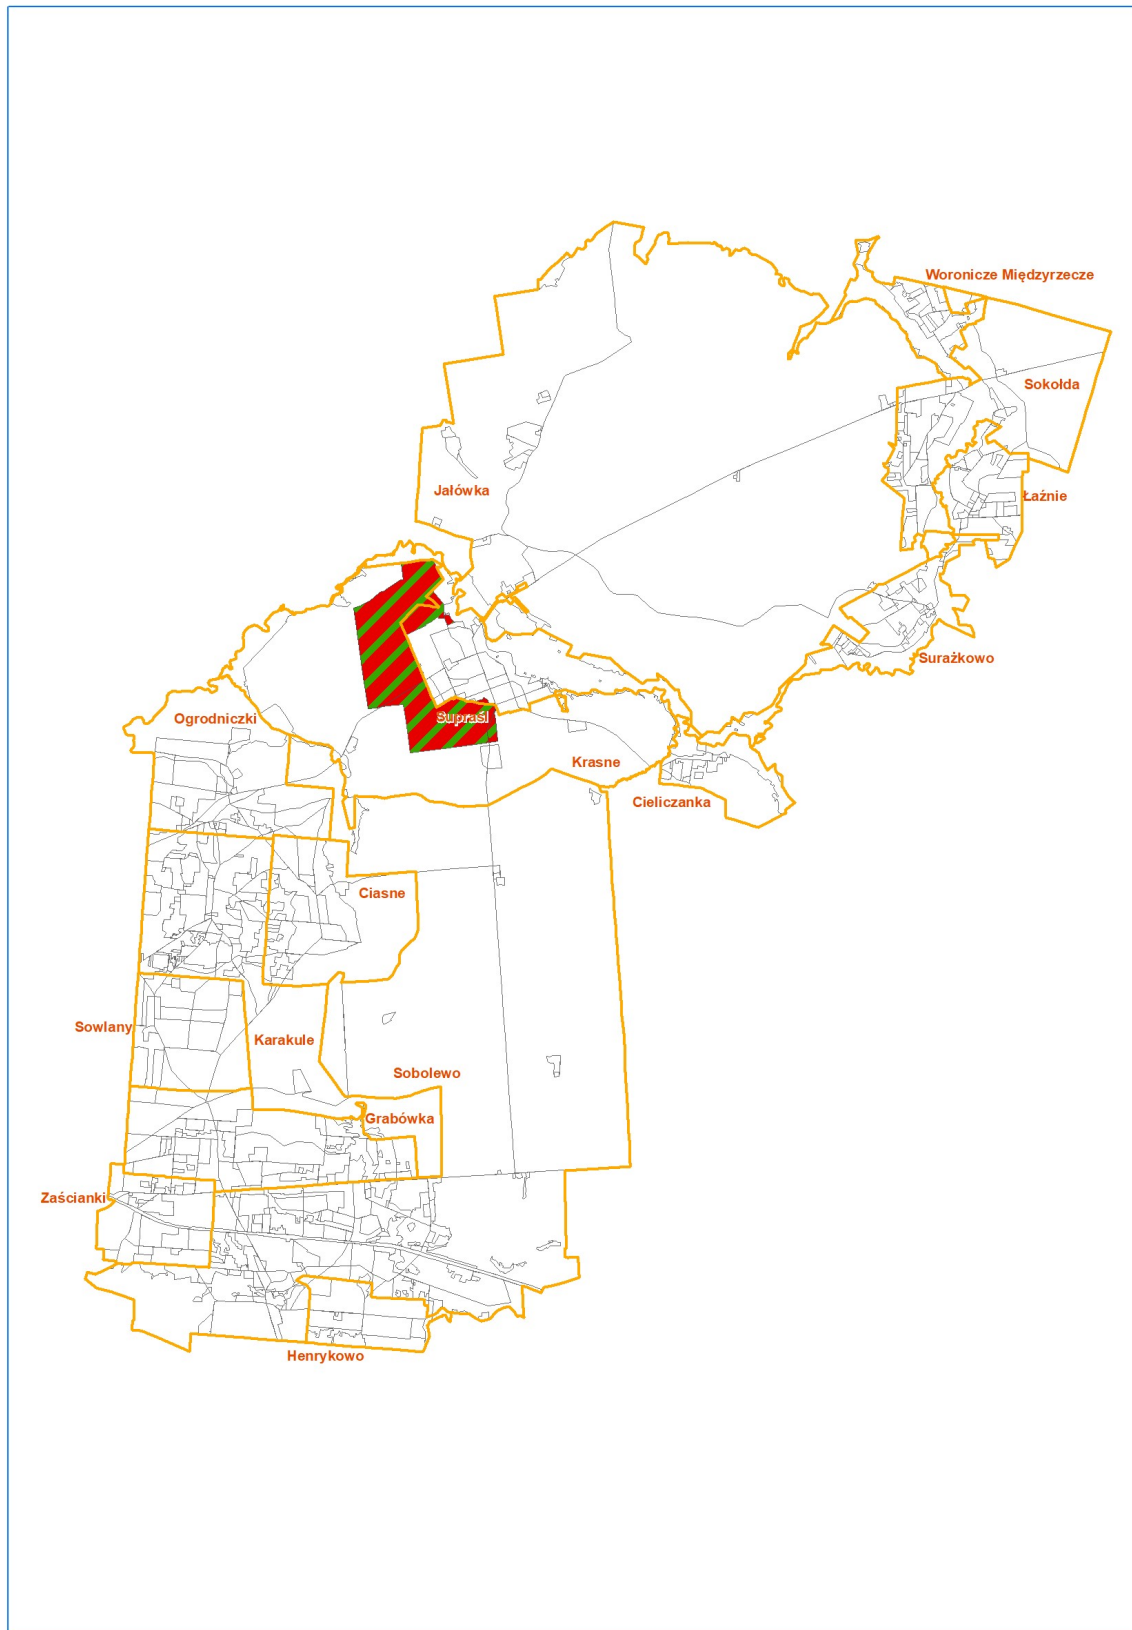 Woronicze Międzyrzecze
Sokołda
Jałówka
Łaźnie
Surażkowo
Ogrodniczki
Supraśl
Krasne
Cieliczanka
Ciasne
Sowlany
Karakule
Sobolewo
Grabówka
Zaścianki
Henrykowo